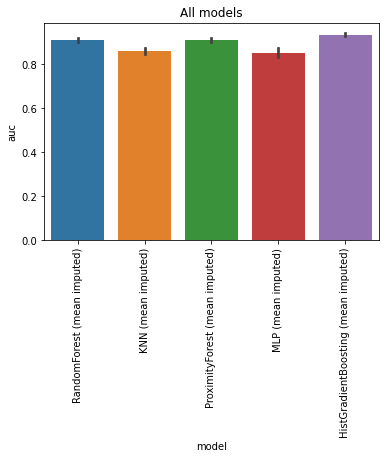 All models
auc
0.8
0.6
0.4
0.2
0.0
RandomForest (mean imputed)
KNN (mean imputed)
ProximityForest (mean imputed)
MLP (mean imputed)
HistGradientBoosting (mean imputed)
model